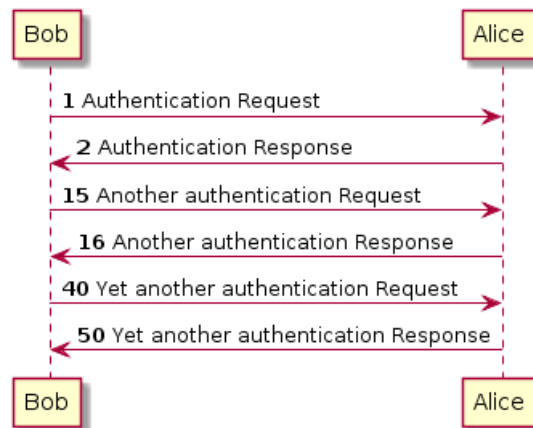 Bob Alice
1 Authentication Request
2 Authentication Response
15 Another authentication Request
16 Another authentication Response
40 Yet another authentication Request
50 Yet another authentication Response
Bob Alice